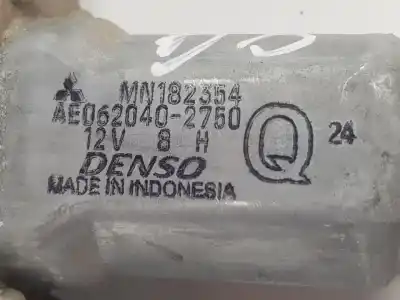 MN182354
AE062040-2750
12V 8 H
DENSO
MADE IN INDONESIA
Q
24